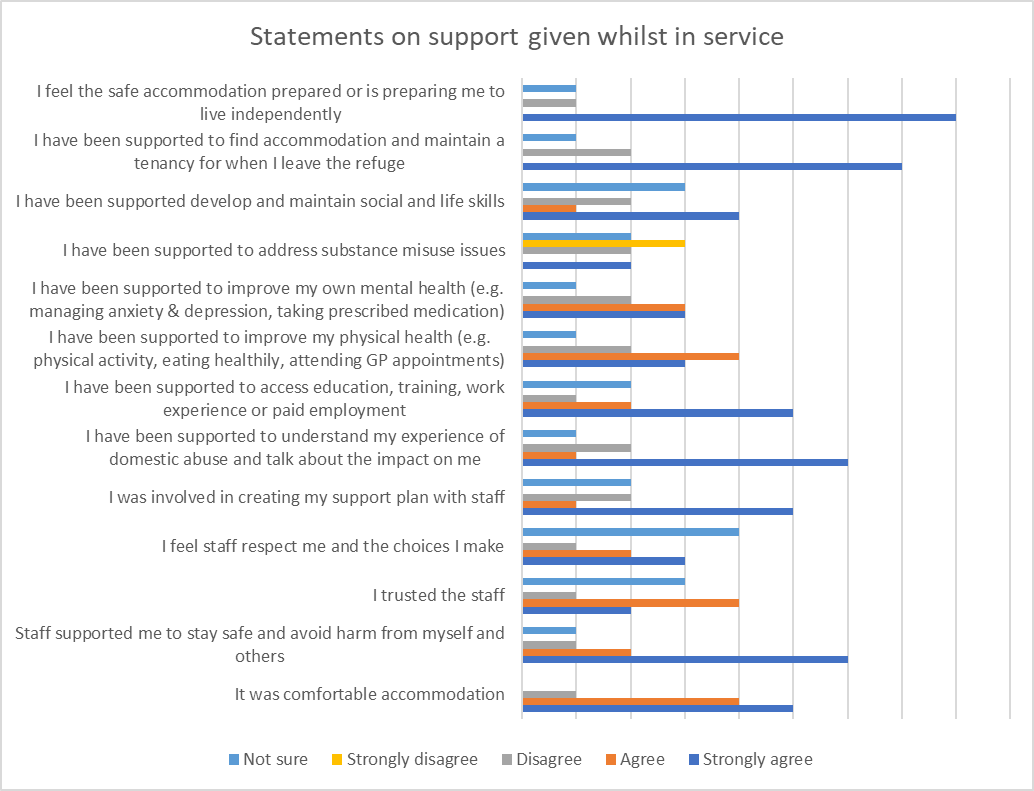 Statements on support given whilst in service
I feel the safe accommodation prepared or is preparing me to
live independently
I have been supported to find accommodation and maintain a
tenancy for when I leave the refuge
I have been supported develop and maintain social and life skills
I have been supported to address substance misuse issues
I have been supported to improve my own mental health (e.g.
managing anxiety & depression, taking prescribed medication)
I have been supported to improve my physical health (e.g.
physical activity, eating healthily, attending GP appointments)
I have been supported to access education, training, work
experience or paid employment
I have been supported to understand my experience of
domestic abuse and talk about the impact on me
I was involved in creating my support plan with staff
I feel staff respect me and the choices I make
I trusted the staff
Staff supported me to stay safe and avoid harm from myself and
others
It was comfortable accommodation
Not sure Strongly disagree Disagree Agree Strongly agree